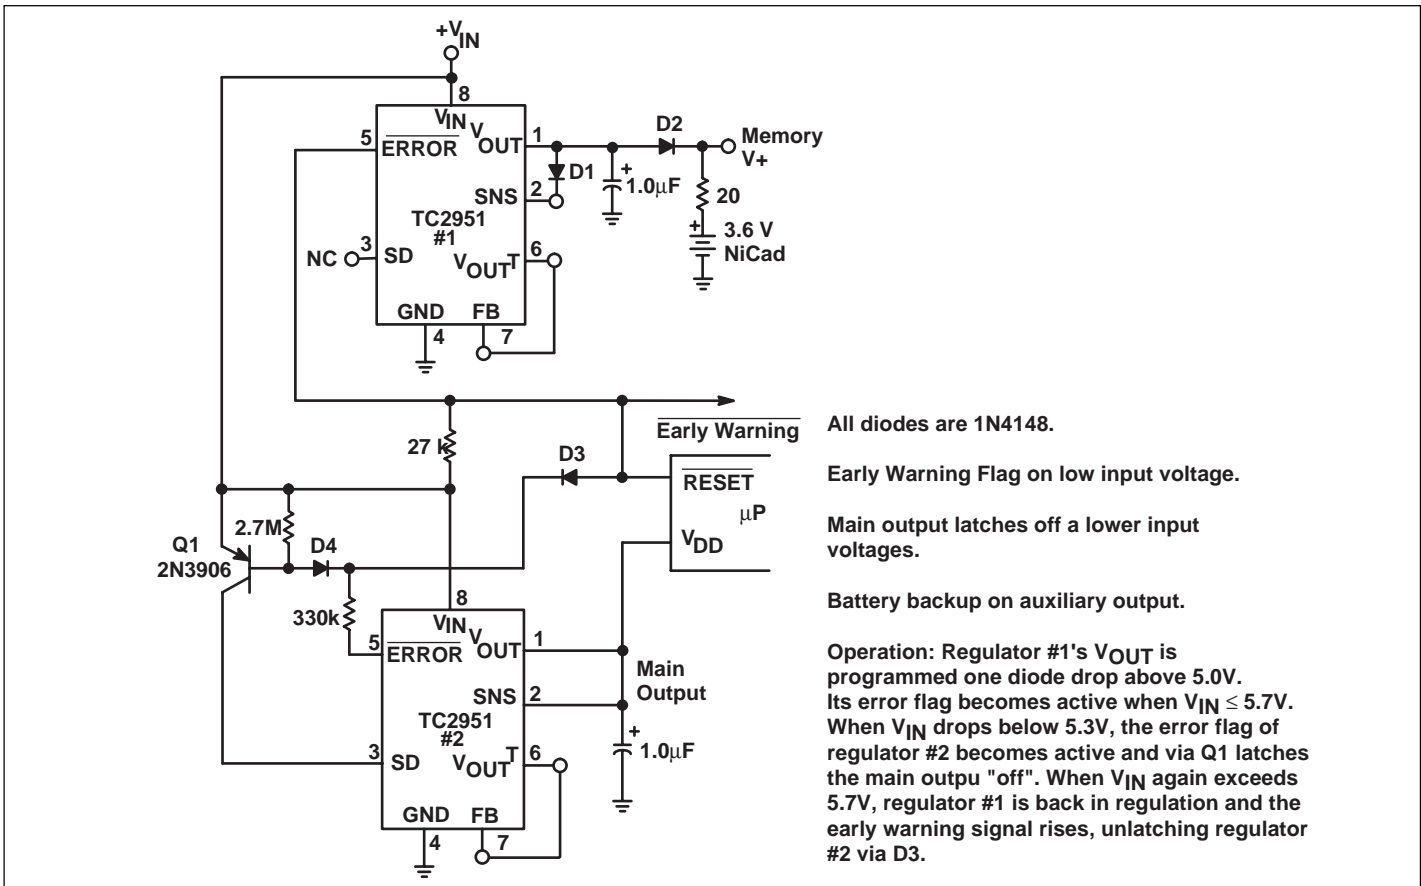 +VIN
8
VIN
VOUT
1
5
ERROR
D2
Memory
V+
D1
+
1.0µF
SNS
2
20
TC2951
#1
+
3.6 V
NiCad
NC
3
SD
VOUTT
6
GND
FB
4
7
Early Warning
27 k
D3
RESET
µP
VDD
2.7M
Q1
2N3906
D4
330k
8
VIN
VOUT
1
5
ERROR
Main
Output
SNS
2
TC2951
#2
+
1.0µF
3
SD
VOUTT
6
GND
FB
4
7
All diodes are 1N4148.
Early Warning Flag on low input voltage.
Main output latches off a lower input
voltages.
Battery backup on auxiliary output.
Operation: Regulator #1's VOUT is
programmed one diode drop above 5.0V.
Its error flag becomes active when VIN ≤ 5.7V.
When VIN drops below 5.3V, the error flag of
regulator #2 becomes active and via Q1 latches
the main outpu "off". When VIN again exceeds
5.7V, regulator #1 is back in regulation and the
early warning signal rises, unlatching regulator
#2 via D3.